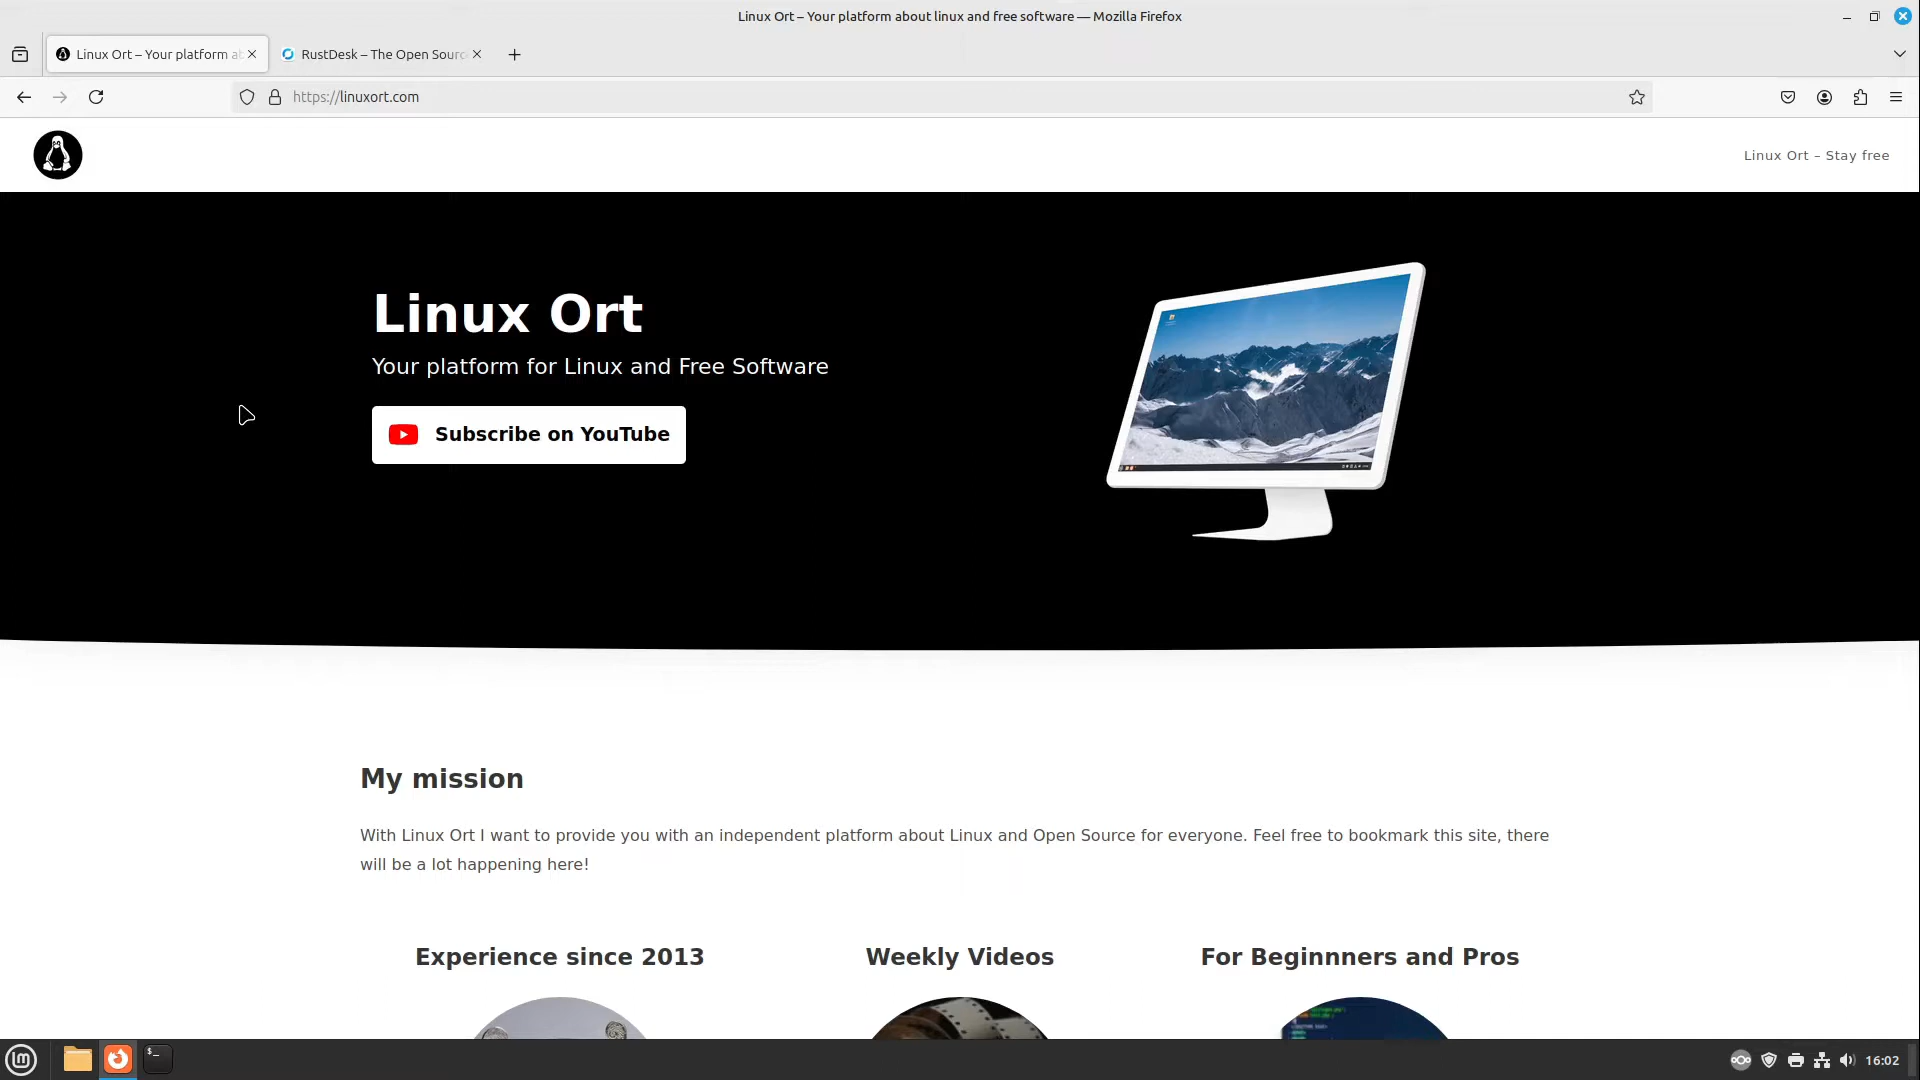 Linux Ort – Your platform about linux and free software — Mozilla Firefox
Linux Ort – Your platform ab
RustDesk – The Open Sourc
https://linuxort.com
Linux Ort – Stay free
Linux Ort
Your platform for Linux and Free Software
Subscribe on YouTube
My mission
With Linux Ort I want to provide you with an independent platform about Linux and Open Source for everyone. Feel free to bookmark this site, there
will be a lot happening here!
Experience since 2013
Weekly Videos
For Beginnners and Pros
$_
16:02